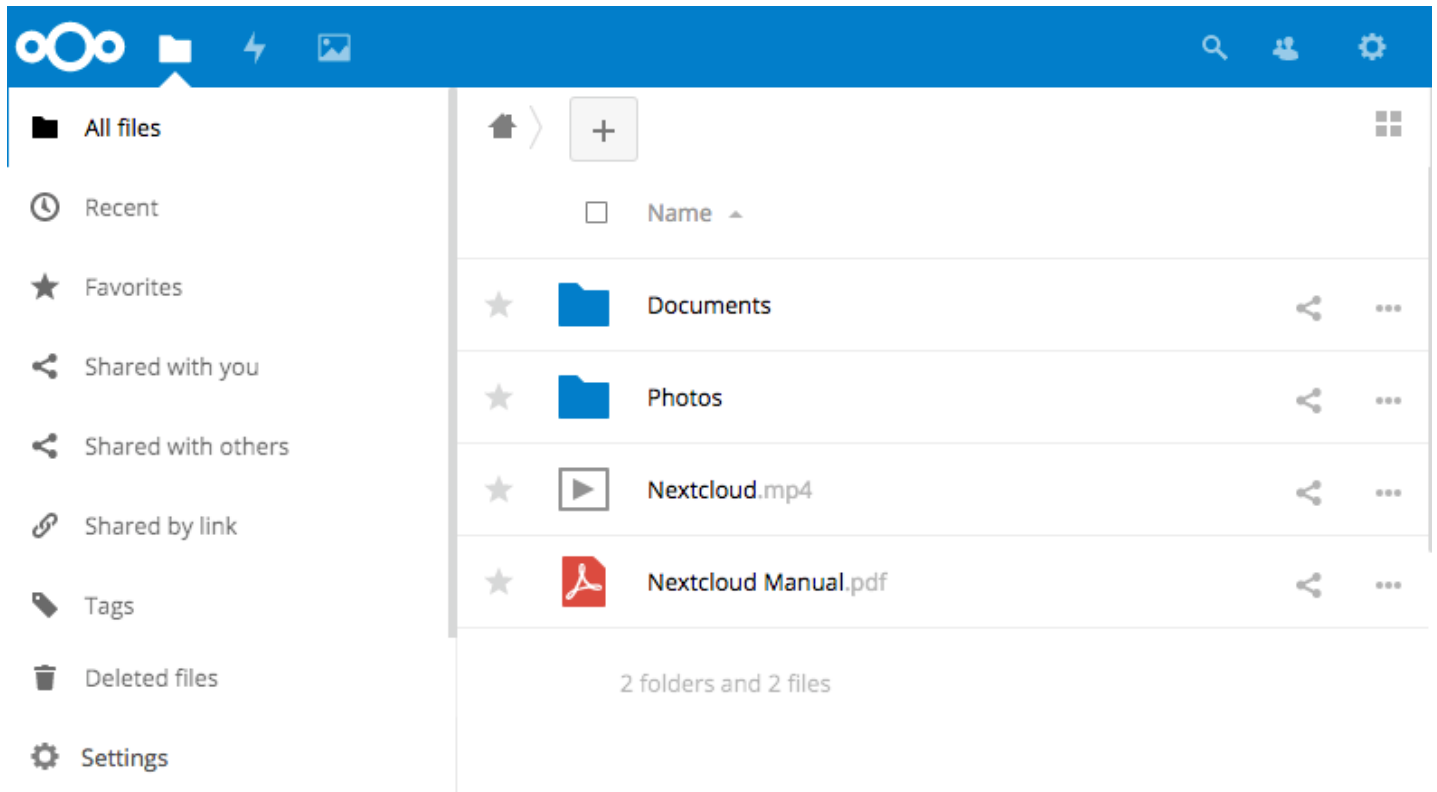 All files
Recent
Favorites
Shared with you
Shared with others
Shared by link
Tags
Deleted files
Settings
Name
Documents
Photos
Nextcloud.mp4
Nextcloud Manual.pdf
2 folders and 2 files